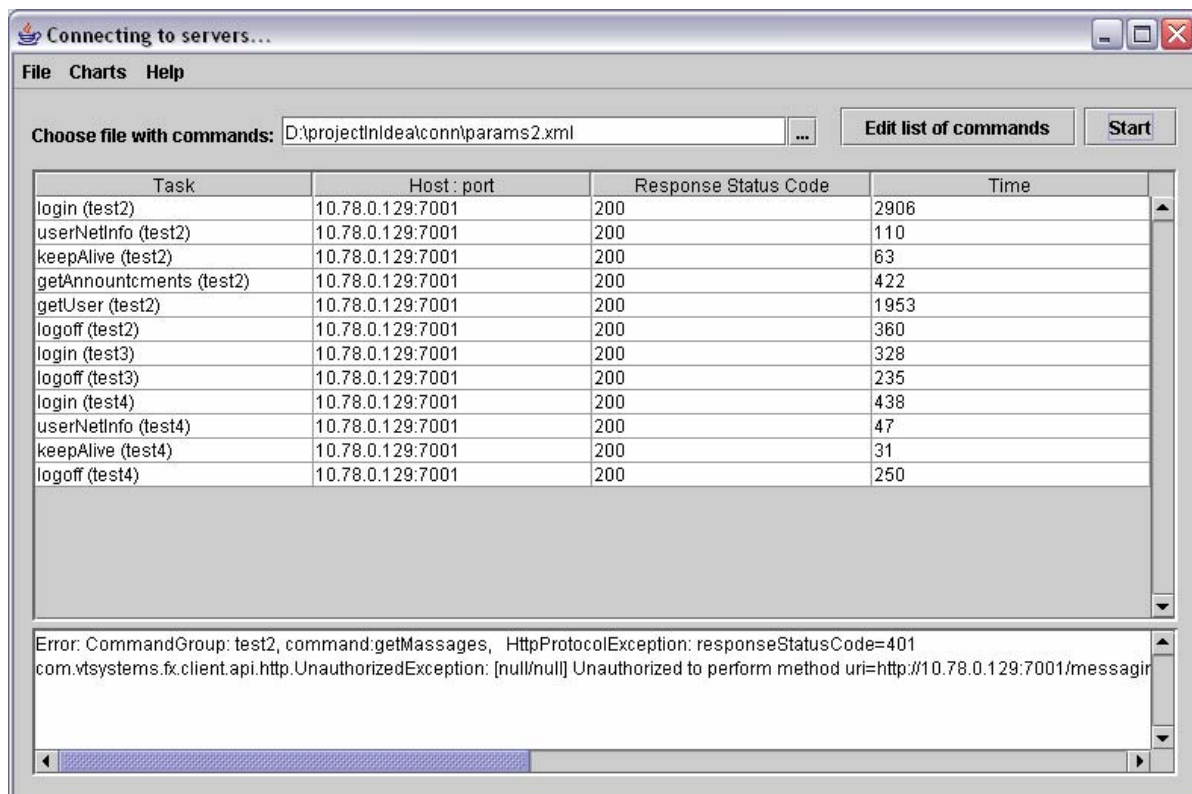 Connecting to servers...
File Charts Help
Choose file with commands: D:\projectInIdea\conn\params2.xml ... Edit list of commands Start
Task Host : port Response Status Code Time
login (test2) 10.78.0.129:7001 200 2906
userNetInfo (test2) 10.78.0.129:7001 200 110
keepAlive (test2) 10.78.0.129:7001 200 63
getAnnountcments (test2) 10.78.0.129:7001 200 422
getUser (test2) 10.78.0.129:7001 200 1953
logoff (test2) 10.78.0.129:7001 200 360
login (test3) 10.78.0.129:7001 200 328
logoff (test3) 10.78.0.129:7001 200 235
login (test4) 10.78.0.129:7001 200 438
userNetInfo (test4) 10.78.0.129:7001 200 47
keepAlive (test4) 10.78.0.129:7001 200 31
logoff (test4) 10.78.0.129:7001 200 250
Error: CommandGroup: test2, command:getMassages, HttpProtocolException: responseStatusCode=401
com.vtsystems.fx.client.api.http.UnauthorizedException: [null/null] Unauthorized to perform method uri=http://10.78.0.129:7001/messagin